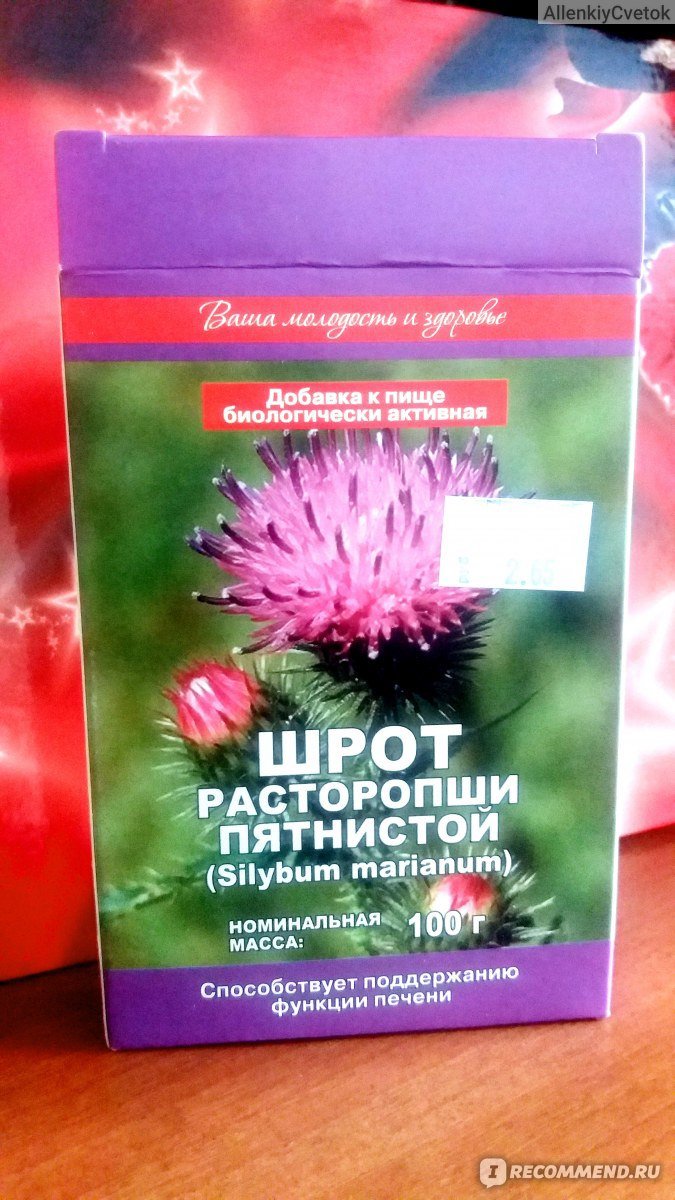 AllenkiyCvetok
Ваша молодость и здоровье
Добавка к пище
биологически активная
2.65
ШРОТ
РАСТОРОПШИ
ПЯТНИСТОЙ
(Silybum marianum)
НОМИНАЛЬНАЯ
МАССА: 100 г
Способствует поддержанию
функции печени
I RECOMMEND.RU